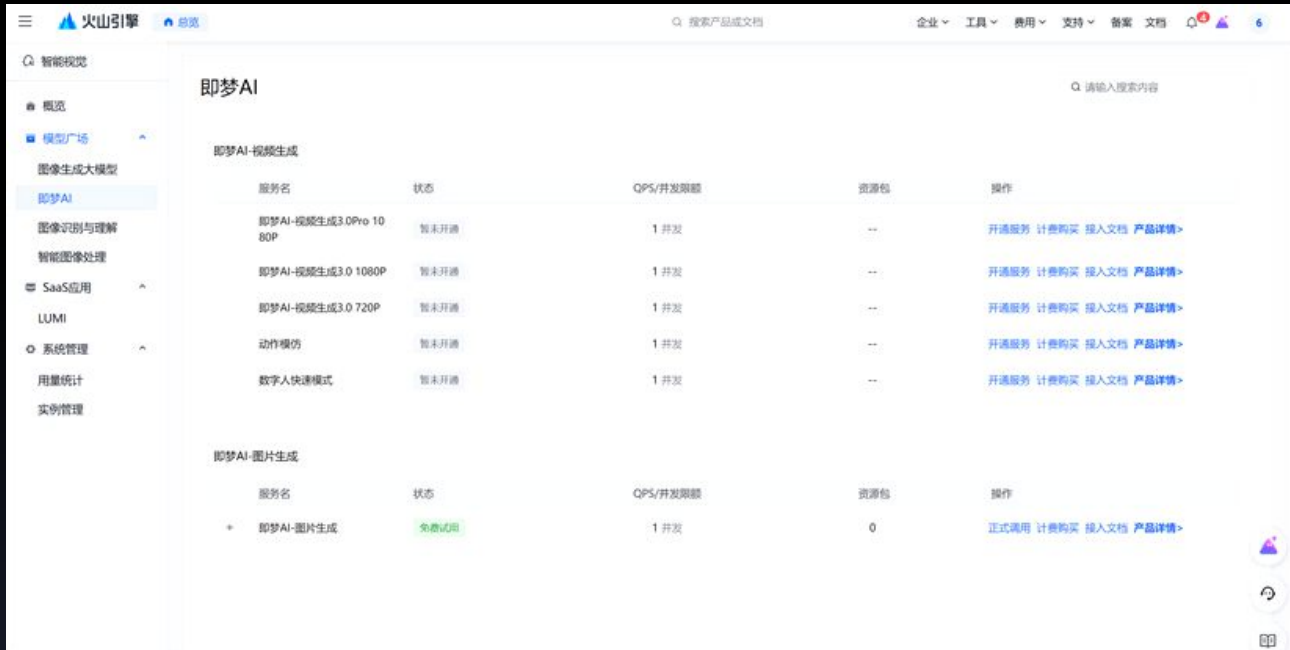 火山引擎 总览 搜索产品或文档 企业 工具 费用 支持 备案 文档 4 6
智能视觉
即梦AI
请输入搜索内容
概览
模型广场
图像生成大模型
即梦AI
图像识别与理解
智能图像处理
SaaS应用
LUMI
系统管理
用量统计
实例管理
即梦AI-视频生成
服务名 状态 QPS/并发限额 资源包 操作
即梦AI-视频生成3.0Pro 10
80P 暂未开通 1 并发 -- 开通服务 计费购买 接入文档 产品详情>
即梦AI-视频生成3.0 1080P 暂未开通 1 并发 -- 开通服务 计费购买 接入文档 产品详情>
即梦AI-视频生成3.0 720P 暂未开通 1 并发 -- 开通服务 计费购买 接入文档 产品详情>
动作模仿 暂未开通 1 并发 -- 开通服务 计费购买 接入文档 产品详情>
数字人快速模式 暂未开通 1 并发 -- 开通服务 计费购买 接入文档 产品详情>
即梦AI-图片生成
服务名 状态 QPS/并发限额 资源包 操作
+ 即梦AI-图片生成 免费试用 1 并发 0 正式调用 计费购买 接入文档 产品详情>